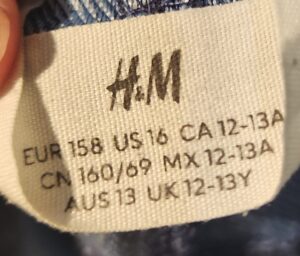 H&M
EUR 158 US 16 CA 12-13A
CN 160/69 MX 12-13A
AUS 13 UK 12-13Y